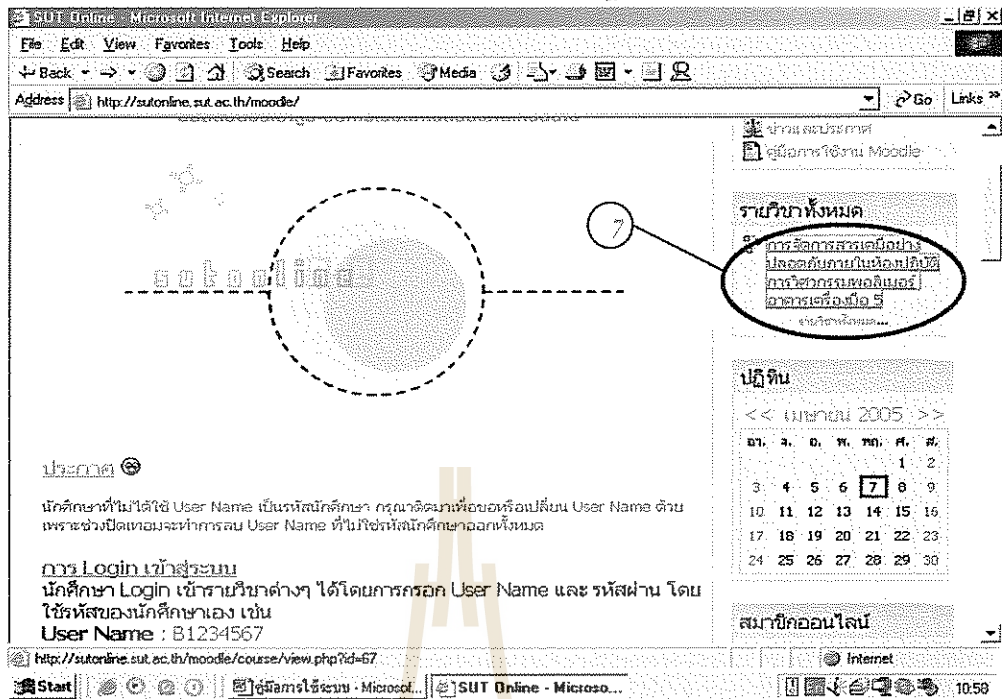 SUT Online - Microsoft Internet Explorer
File Edit View Favorites Tools Help
Back Search Favorites Media
Address http://sutonline.sut.ac.th/moodle/ Go Links »
ข่าวและประกาศ
คู่มือการใช้งาน Moodle
7
รายวิชาทั้งหมด
การจัดการสารเคมีอย่าง
ปลอดภัยภายในห้องปฏิบัติ
การวิศวกรรมพอลิเมอร์
อาคารเครื่องมือ 5
รายวิชาทั้งหมด...
ปฏิทิน
<< เมษายน 2005 >>
อา. จ. อ. พ. พฤ. ศ. ส.
1 2
3 4 5 6 7 8 9
10 11 12 13 14 15 16
17 18 19 20 21 22 23
24 25 26 27 28 29 30
ประกาศ
นักศึกษาที่ไม่ได้ใช้ User Name เป็นรหัสนักศึกษา กรุณาติดมาเพื่อขอหรือเปลี่ยน User Name ด้วย
เพราะช่วงปิดเทอมจะทำการลบ User Name ที่ไม่ใช่รหัสนักศึกษาออกทั้งหมด
การ Login เข้าสู่ระบบ
นักศึกษา Login เข้ารายวิชาต่างๆ ได้โดยการกรอก User Name และ รหัสผ่าน โดย
ใช้รหัสของนักศึกษาเอง เช่น
User Name : B1234567
สมาชิกออนไลน์
http://sutonline.sut.ac.th/moodle/course/view.php?id=67 Internet
Start คู่มือการใช้ระบบ - Microsof... SUT Online - Microso... 10:59